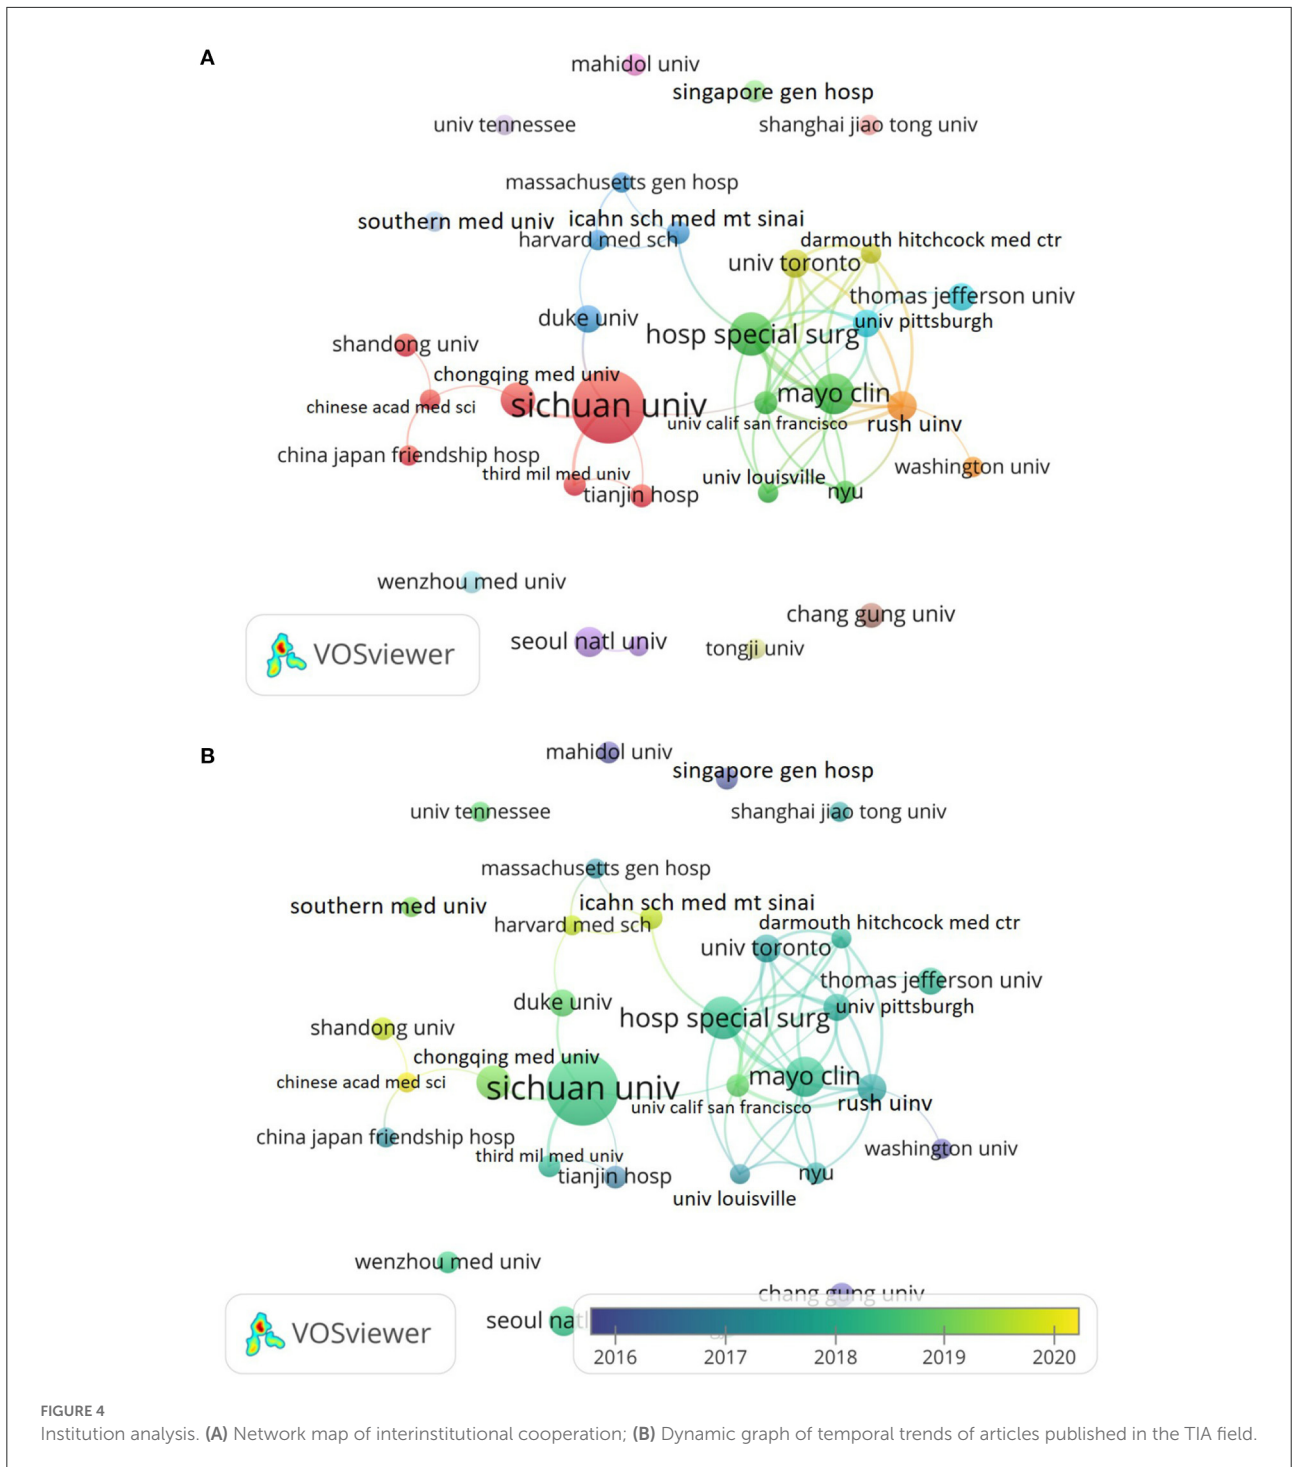 A
mahidol univ
singapore gen hosp
univ tennessee
shanghai jiao tong univ
massachusetts gen hosp
southern med univ
icahn sch med mt sinai
harvard med sch
darmouth hitchcock med ctr
univ toronto
thomas jefferson univ
duke univ
univ pittsburgh
hosp special surg
shandong univ
chongqing med univ
mayo clin
chinese acad med sci
sichuan univ
univ calif san francisco
rush uinv
china japan friendship hosp
third mil med univ
washington univ
univ louisville
tianjin hosp
nyu
wenzhou med univ
chang gung univ
seoul natl univ
tongji univ
VOSviewer
B
mahidol univ
singapore gen hosp
univ tennessee
shanghai jiao tong univ
massachusetts gen hosp
southern med univ
icahn sch med mt sinai
harvard med sch
darmouth hitchcock med ctr
univ toronto
thomas jefferson univ
duke univ
univ pittsburgh
hosp special surg
shandong univ
chongqing med univ
mayo clin
chinese acad med sci
sichuan univ
univ calif san francisco
rush uinv
china japan friendship hosp
third mil med univ
washington univ
tianjin hosp
nyu
univ louisville
wenzhou med univ
chang gung univ
seoul natl
VOSviewer
2016 2017 2018 2019 2020
FIGURE 4
Institution analysis. (A) Network map of interinstitutional cooperation; (B) Dynamic graph of temporal trends of articles published in the TIA field.